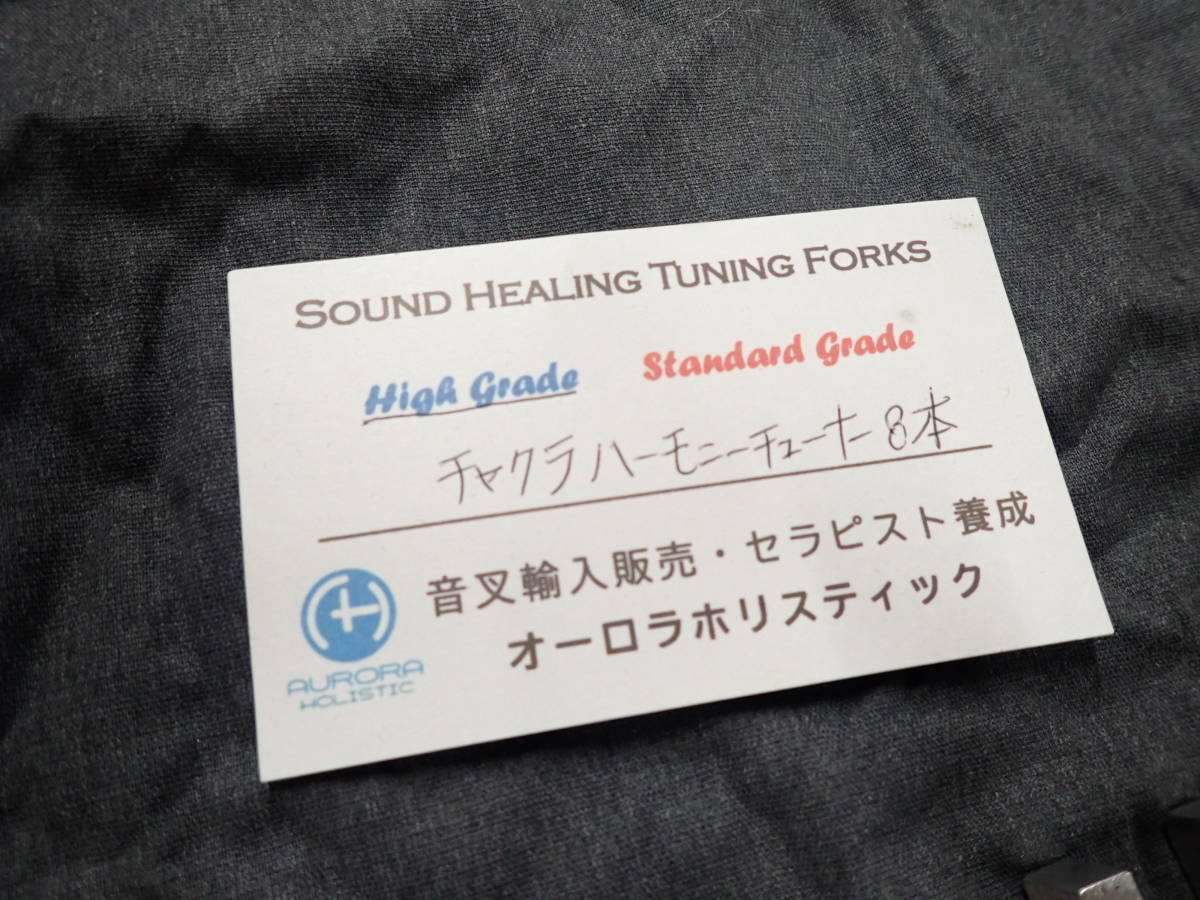 SOUND HEALING TUNING FORKS
High Grade Standard Grade
チャクラハーモニーチューナー8本
音叉輸入販売・セラピスト養成
オーロラホリスティック
AURORA
HOLISTIC